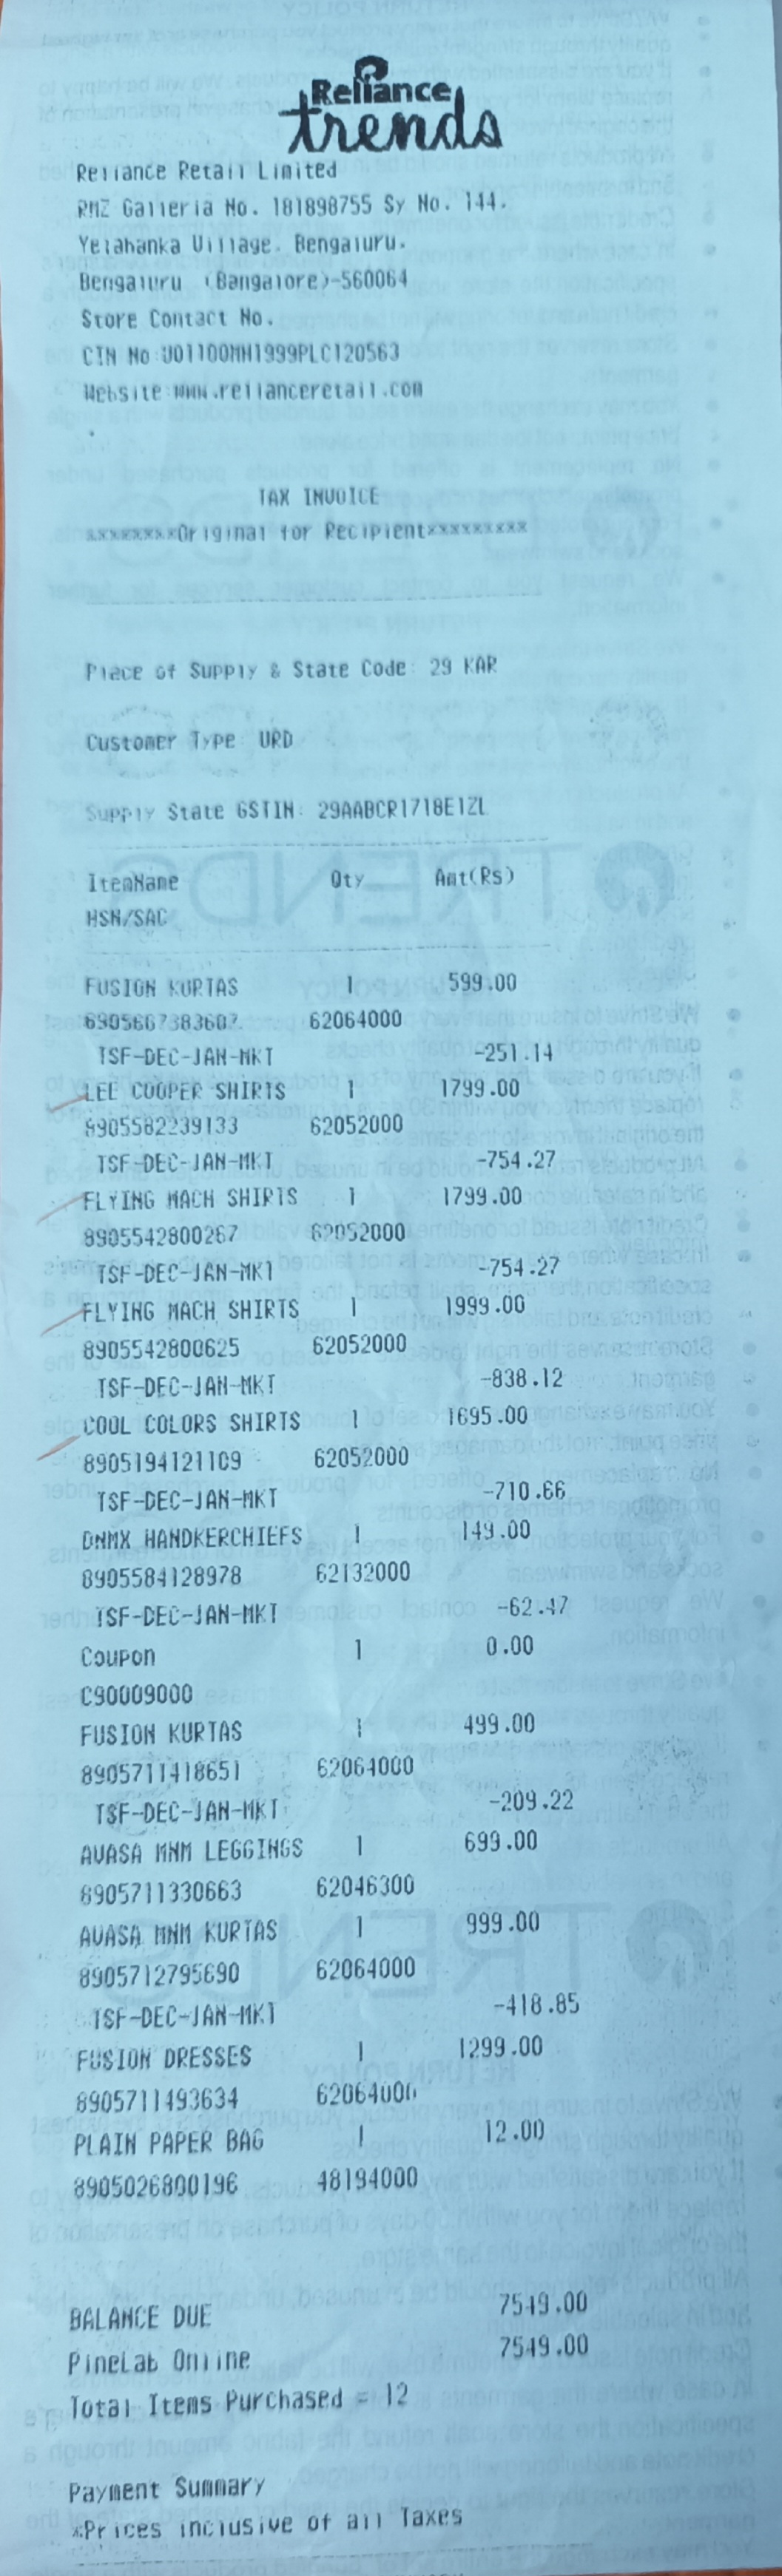 Reliance
trends
Reliance Retail Limited
RMZ Galleria No. 181898755 Sy No. 144.
Yelahanka Village. Bengaluru.
Bengaluru (Bangalore)-560064
Store Contact No.
CIN No:U01100MH1999PLC120563
Website:www.relianceretail.com
TAX INVOICE
********Original for Recipient*********
Place of Supply & State Code: 29 KAR
Customer Type: URD
Supply State GSTIN: 29AABCR1718E1ZL
ItemName Qty Amt(Rs)
HSN/SAC
FUSION KURTAS 1 599.00
62064000
TSF-DEC-JAN-MKT -251.14
LEE COOPER SHIRTS 1 1799.00
8905582239133 62052000
TSF-DEC-JAN-MKT -754.27
FLYING MACH SHIRTS 1 1799.00
8905542800267 62052000
TSF-DEC-JAN-MKT -754.27
FLYING MACH SHIRTS 1 1999.00
8905542800625 62052000
TSF-DEC-JAN-MKT -838.12
COOL COLORS SHIRTS 1 1695.00
8905194121109 62052000
TSF-DEC-JAN-MKT -710.66
DNMX HANDKERCHIEFS 1 149.00
8905584128978 62132000
TSF-DEC-JAN-MKT -62.47
Coupon 1 0.00
C90009000
FUSION KURTAS 1 499.00
8905711418651 62064000
TSF-DEC-JAN-MKT -209.22
AVASA MNM LEGGINGS 1 699.00
8905711330663 62046300
AVASA MNM KURTAS 1 999.00
8905712795690 62064000
TSF-DEC-JAN-MKT -418.85
FUSION DRESSES 1 1299.00
8905711493634 62064000
PLAIN PAPER BAG 1 12.00
8905026800196 48194000
BALANCE DUE 7549.00
PineLab Online 7549.00
Total Items Purchased = 12
Payment Summary
*Prices inclusive of all Taxes